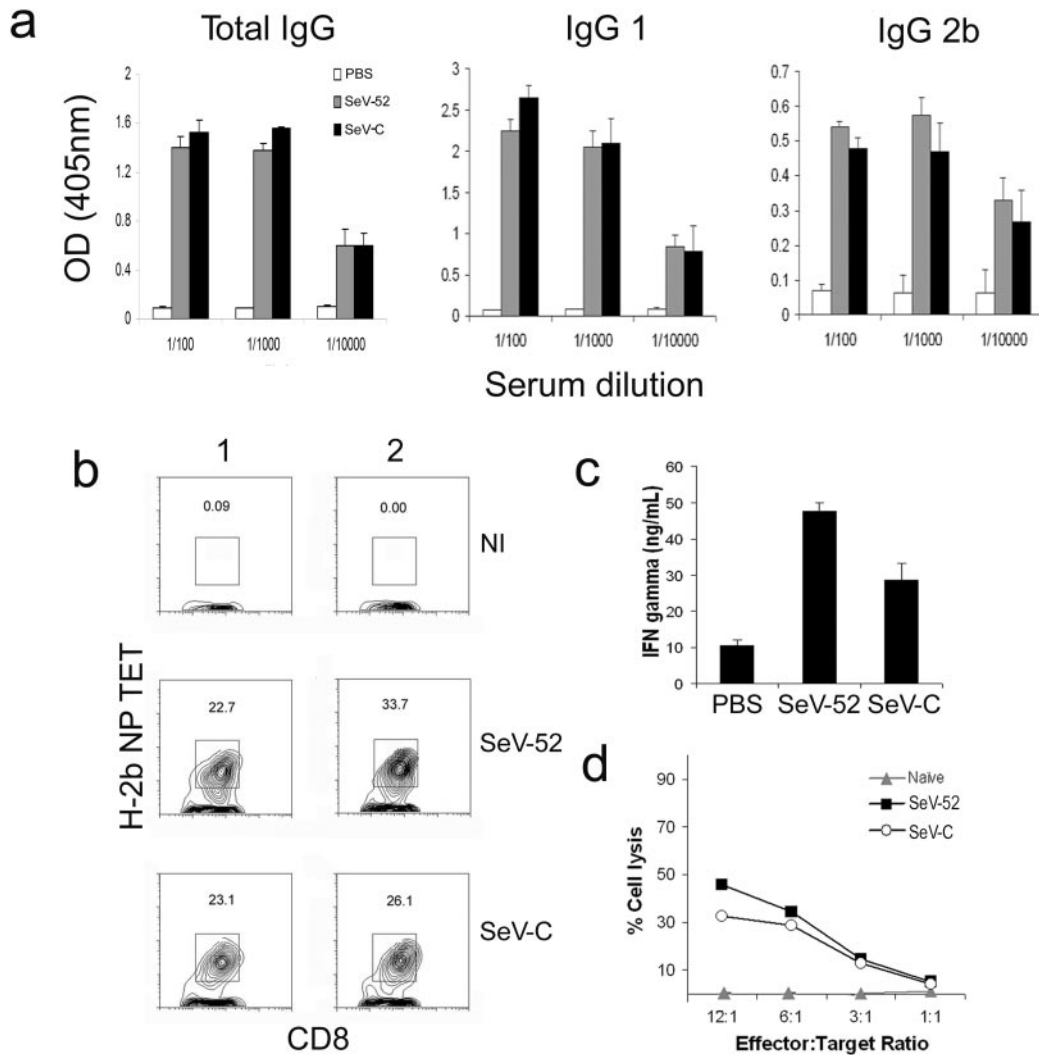 a
Total IgG
IgG 1
IgG 2b
OD (405nm)
2
1.6
1.2
0.8
0.4
0
PBS
SeV-52
SeV-C
1/100
1/1000
1/10000
3
2.5
2
1.5
1
0.5
0
1/100
1/1000
1/10000
0.7
0.6
0.5
0.4
0.3
0.2
0.1
0
1/100
1/1000
1/10000
Serum dilution
b
1
2
0.09
0.00
NI
H-2b NP TET
22.7
33.7
SeV-52
23.1
26.1
SeV-C
CD8
c
IFN gamma (ng/mL)
60
50
40
30
20
10
0
PBS
SeV-52
SeV-C
d
% Cell lysis
90
70
50
30
10
Naive
SeV-52
SeV-C
12:1
6:1
3:1
1:1
Effector:Target Ratio